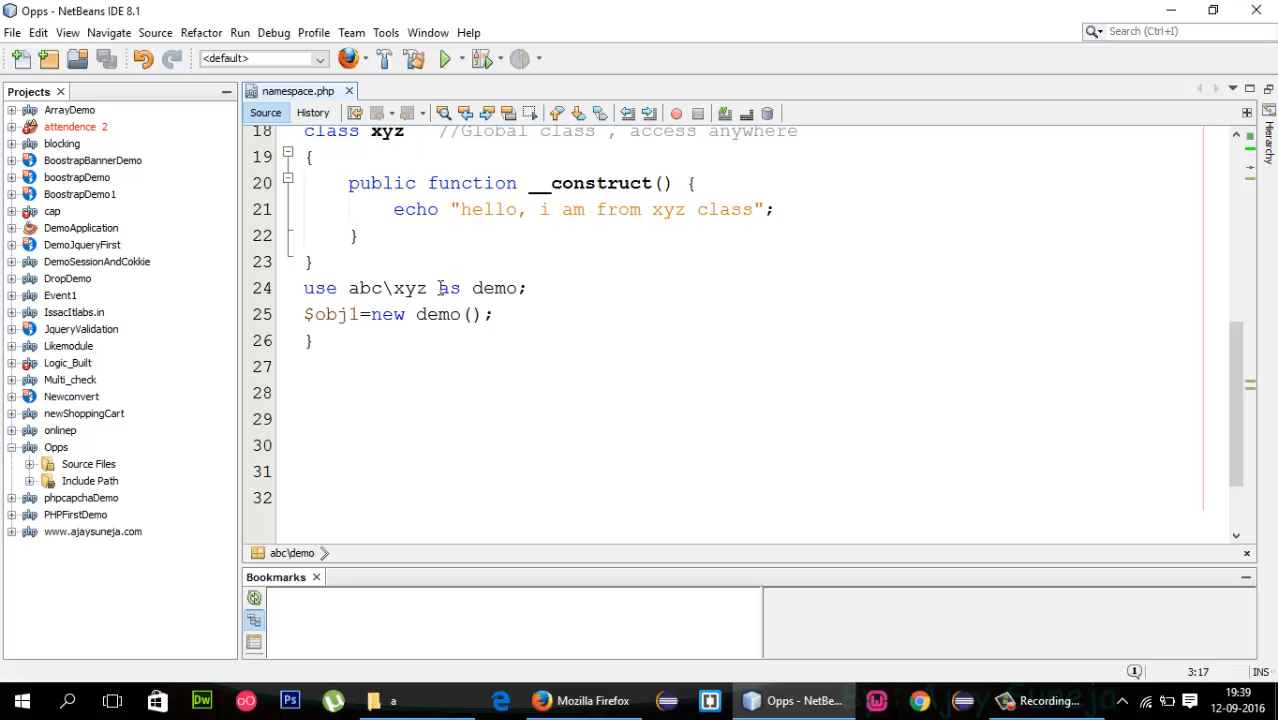 Opps - NetBeans IDE 8.1
File Edit View Navigate Source Refactor Run Debug Profile Team Tools Window Help
Search (Ctrl+I)
<default>
Projects
namespace.php
Source History
ArrayDemo
attendence 2
blocking
BoostrapBannerDemo
boostrapDemo
BoostrapDemo1
cap
DemoApplication
DemoJqueryFirst
DemoSessionAndCokkie
DropDemo
Event1
IssacItlabs.in
JqueryValidation
Likemodule
Logic_Built
Multi_check
Newconvert
newShoppingCart
onlinep
Opps
Source Files
Include Path
phpcapchaDemo
PHPFirstDemo
www.ajaysuneja.com
18 class xyz //Global class , access anywhere
19 {
20 public function __construct() {
21 echo "hello, i am from xyz class";
22 }
23 }
24 use abc\xyz as demo;
25 $obj1=new demo();
26 }
27
28
29
30
31
32
Hierarchy
abc\demo
Bookmarks
1 3:17 INS
a
Mozilla Firefox
Opps - NetBeans ...
Recording...
19:39
12-09-2016